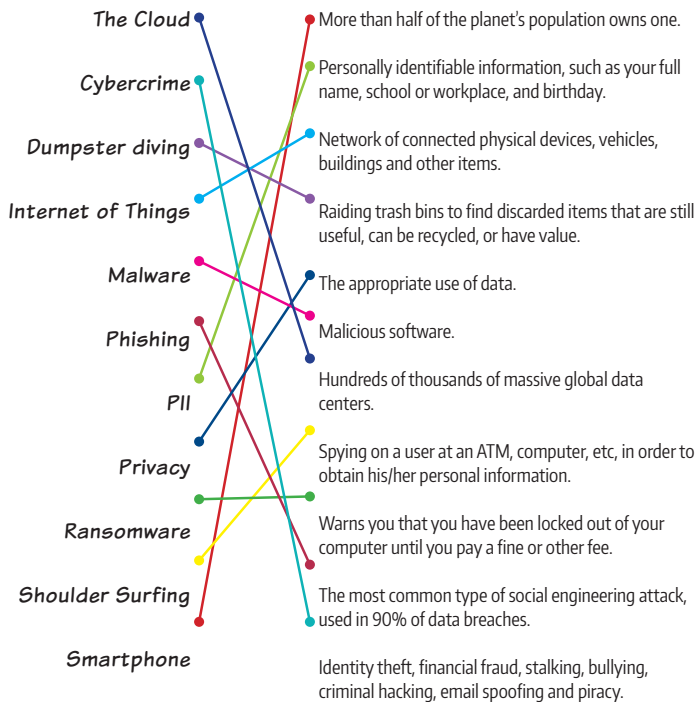 The Cloud
More than half of the planet's population owns one.
Cybercrime
Personally identifiable information, such as your full
name, school or workplace, and birthday.
Dumpster diving
Network of connected physical devices, vehicles,
buildings and other items.
Internet of Things
Raiding trash bins to find discarded items that are still
useful, can be recycled, or have value.
Malware
The appropriate use of data.
Phishing
Malicious software.
PII
Hundreds of thousands of massive global data
centers.
Privacy
Spying on a user at an ATM, computer, etc, in order to
obtain his/her personal information.
Ransomware
Warns you that you have been locked out of your
computer until you pay a fine or other fee.
Shoulder Surfing
The most common type of social engineering attack,
used in 90% of data breaches.
Smartphone
Identity theft, financial fraud, stalking, bullying,
criminal hacking, email spoofing and piracy.